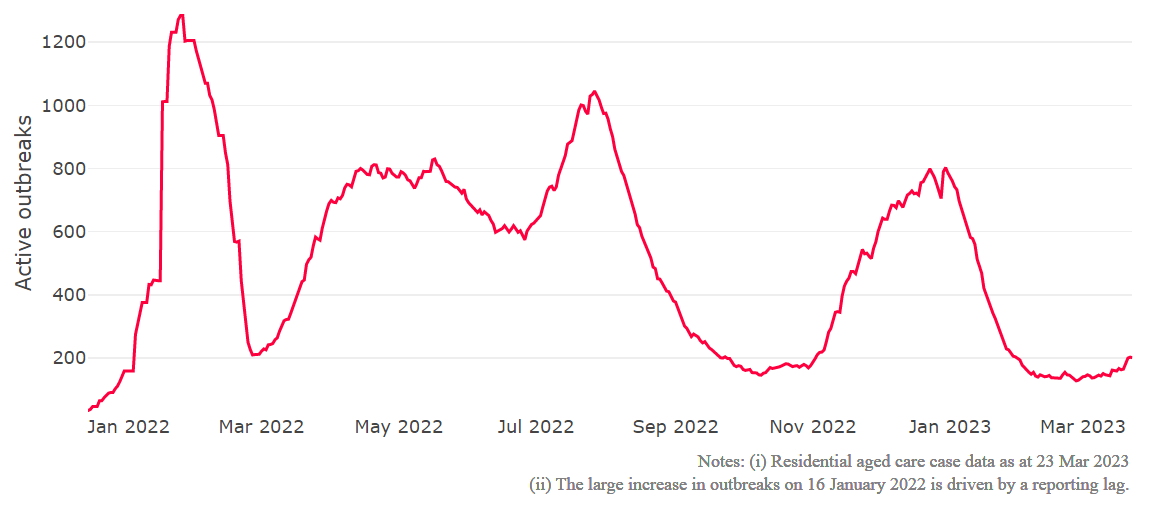 Active outbreaks
1200
1000
800
600
400
200
Jan 2022 Mar 2022 May 2022 Jul 2022 Sep 2022 Nov 2022 Jan 2023 Mar 2023
Notes: (i) Residential aged care case data as at 23 Mar 2023
(ii) The large increase in outbreaks on 16 January 2022 is driven by a reporting lag.